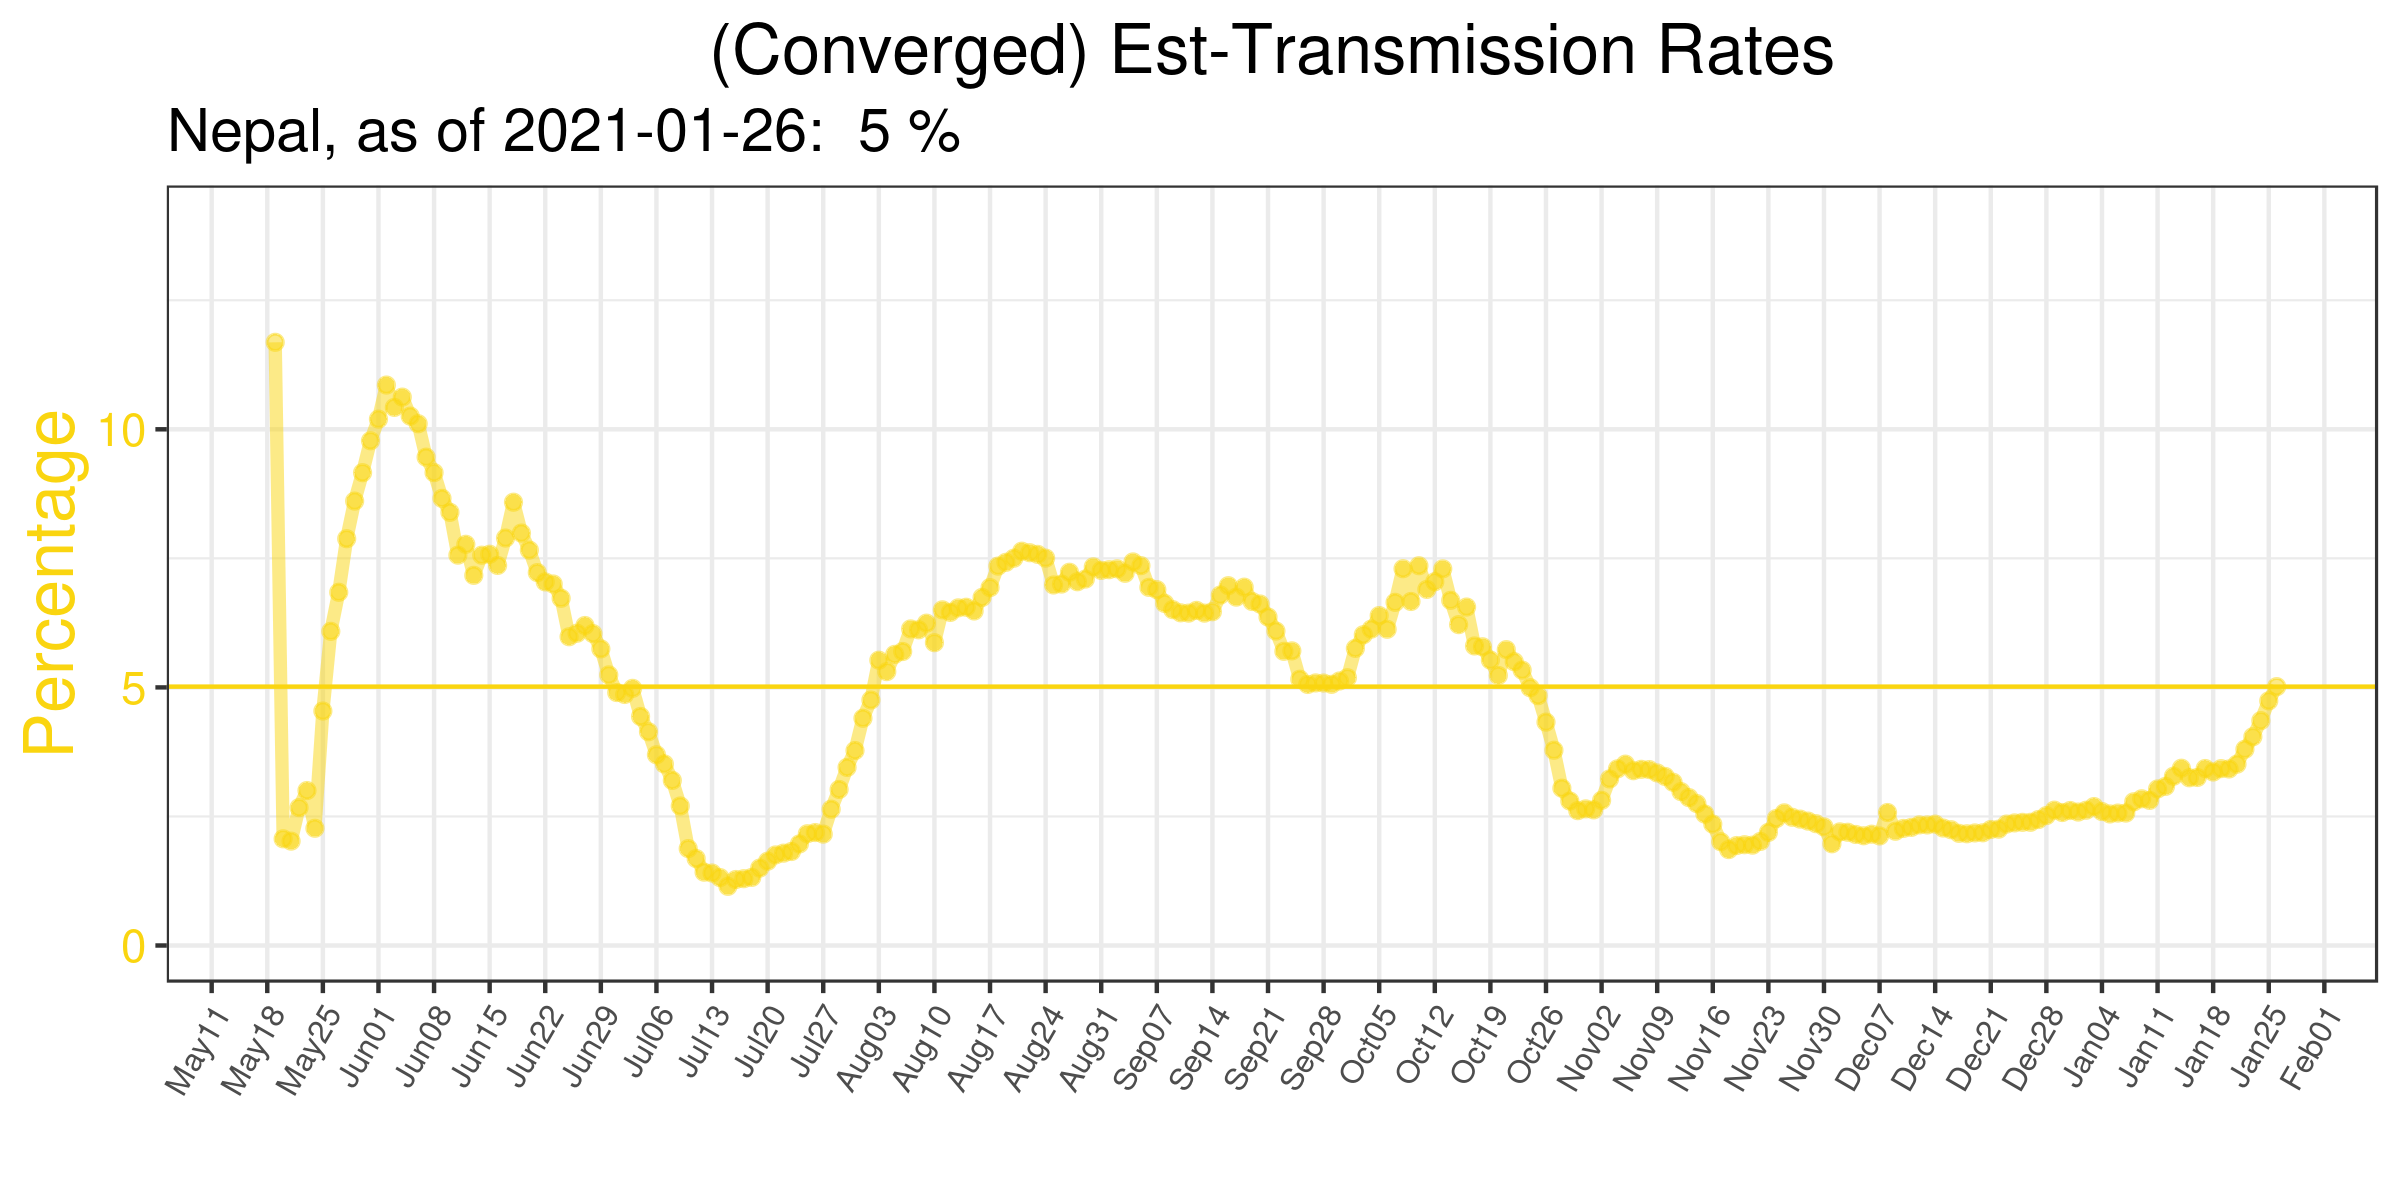 (Converged) Est-Transmission Rates
Nepal, as of 2021-01-26:  5 %
Percentage
10
5
0
May11
May18
May25
Jun01
Jun08
Jun15
Jun22
Jun29
Jul06
Jul13
Jul20
Jul27
Aug03
Aug10
Aug17
Aug24
Aug31
Sep07
Sep14
Sep21
Sep28
Oct05
Oct12
Oct19
Oct26
Nov02
Nov09
Nov16
Nov23
Nov30
Dec07
Dec14
Dec21
Dec28
Jan04
Jan11
Jan18
Jan25
Feb01